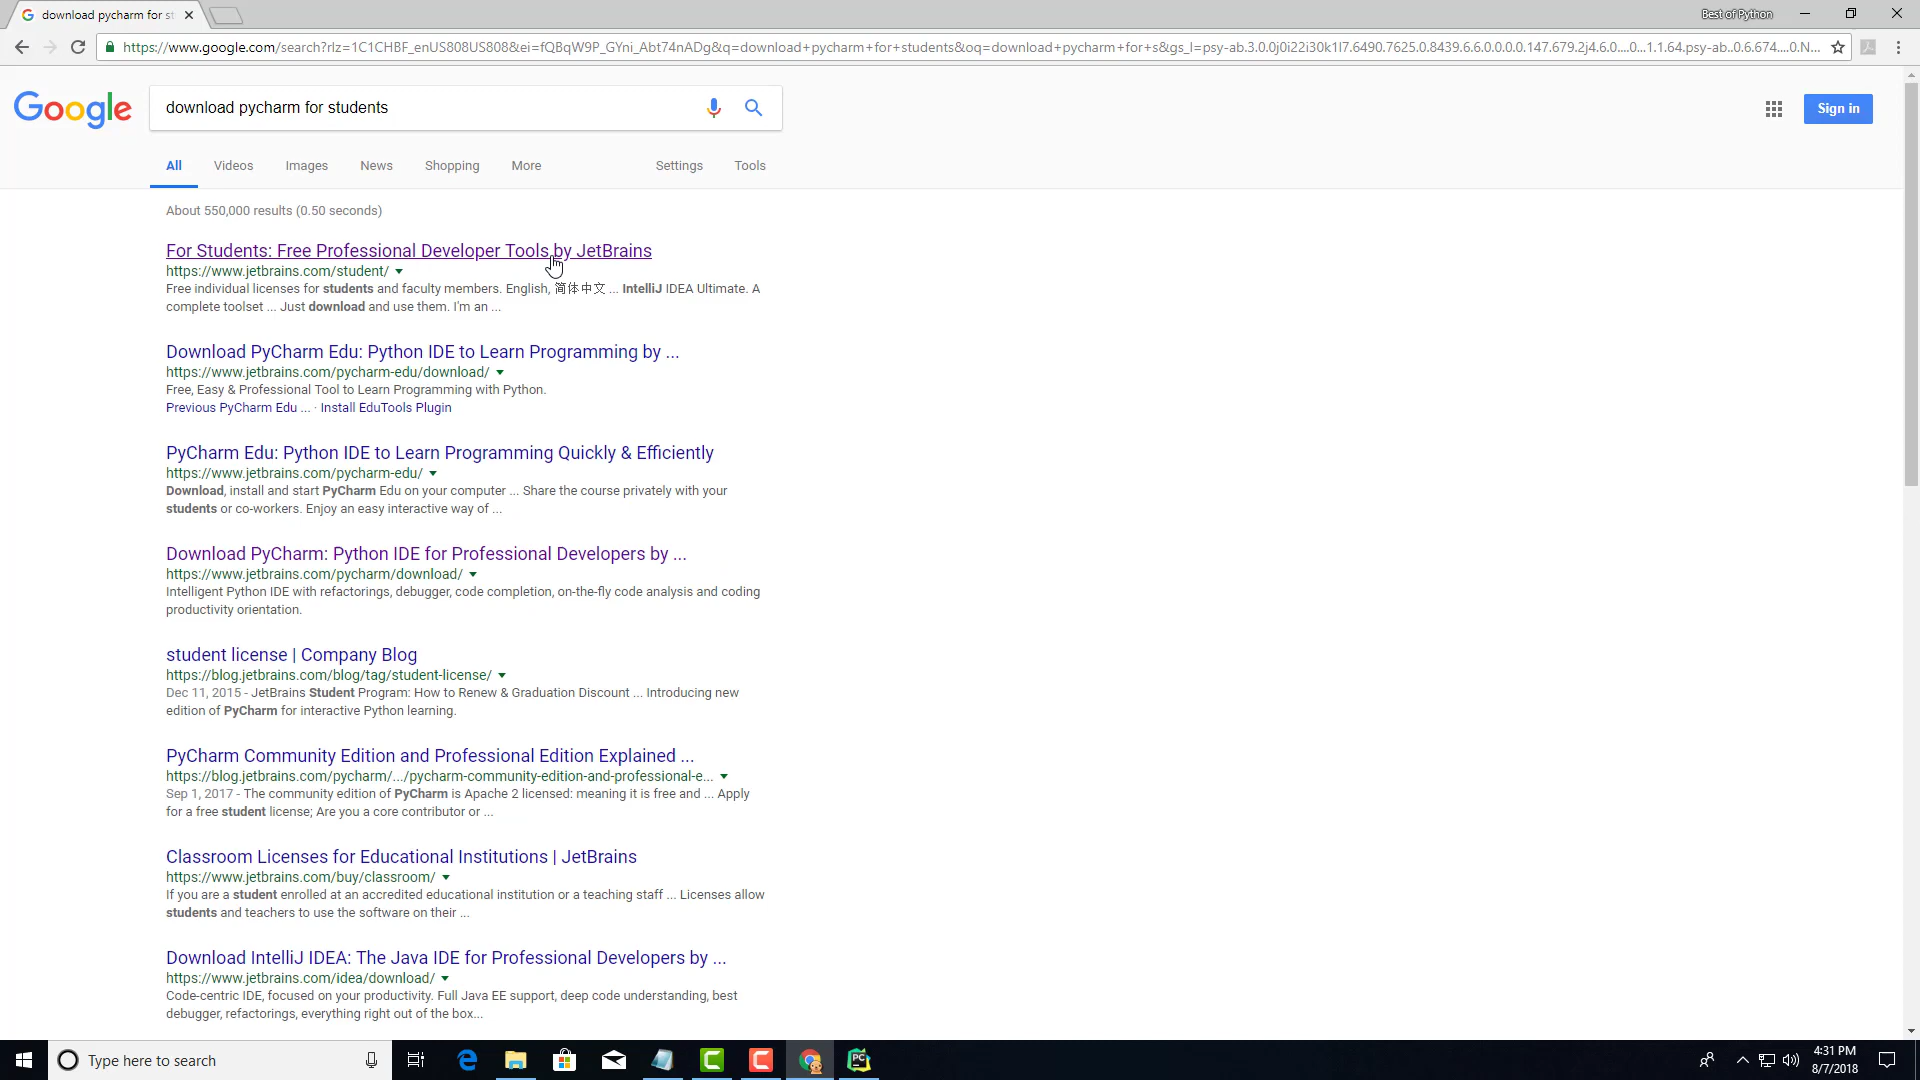 download pycharm for st
Best of Python
https://www.google.com/search?rlz=1C1CHBF_enUS808US808&ei=fQBqW9P_GYni_Abt74nADg&q=download+pycharm+for+students&oq=download+pycharm+for+s&gs_l=psy-ab.3.0.0j0i22i30k1l7.6490.7625.0.8439.6.6.0.0.0.0.147.679.2j4.6.0....0...1.1.64.psy-ab..0.6.674....0.N...
Google
download pycharm for students
Sign in
All Videos Images News Shopping More Settings Tools
About 550,000 results (0.50 seconds)
For Students: Free Professional Developer Tools by JetBrains
https://www.jetbrains.com/student/
Free individual licenses for students and faculty members. English, 简体中文 ... IntelliJ IDEA Ultimate. A
complete toolset ... Just download and use them. I'm an ...
Download PyCharm Edu: Python IDE to Learn Programming by ...
https://www.jetbrains.com/pycharm-edu/download/
Free, Easy & Professional Tool to Learn Programming with Python.
Previous PyCharm Edu ... · Install EduTools Plugin
PyCharm Edu: Python IDE to Learn Programming Quickly & Efficiently
https://www.jetbrains.com/pycharm-edu/
Download, install and start PyCharm Edu on your computer ... Share the course privately with your
students or co-workers. Enjoy an easy interactive way of ...
Download PyCharm: Python IDE for Professional Developers by ...
https://www.jetbrains.com/pycharm/download/
Intelligent Python IDE with refactorings, debugger, code completion, on-the-fly code analysis and coding
productivity orientation.
student license | Company Blog
https://blog.jetbrains.com/blog/tag/student-license/
Dec 11, 2015 - JetBrains Student Program: How to Renew & Graduation Discount ... Introducing new
edition of PyCharm for interactive Python learning.
PyCharm Community Edition and Professional Edition Explained ...
https://blog.jetbrains.com/pycharm/.../pycharm-community-edition-and-professional-e...
Sep 1, 2017 - The community edition of PyCharm is Apache 2 licensed: meaning it is free and ... Apply
for a free student license; Are you a core contributor or ...
Classroom Licenses for Educational Institutions | JetBrains
https://www.jetbrains.com/buy/classroom/
If you are a student enrolled at an accredited educational institution or a teaching staff ... Licenses allow
students and teachers to use the software on their ...
Download IntelliJ IDEA: The Java IDE for Professional Developers by ...
https://www.jetbrains.com/idea/download/
Code-centric IDE, focused on your productivity. Full Java EE support, deep code understanding, best
debugger, refactorings, everything right out of the box...
Type here to search
PC
4:31 PM
8/7/2018